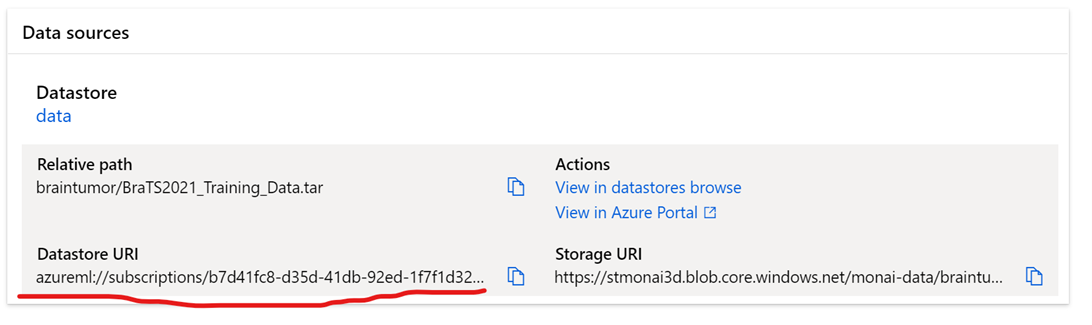 Data sources
Datastore
data
Relative path
braintumor/BraTS2021_Training_Data.tar
Actions
View in datastores browse
View in Azure Portal
Datastore URI
azureml://subscriptions/b7d41fc8-d35d-41db-92ed-1f7f1d32...
Storage URI
https://stmonai3d.blob.core.windows.net/monai-data/braintu...